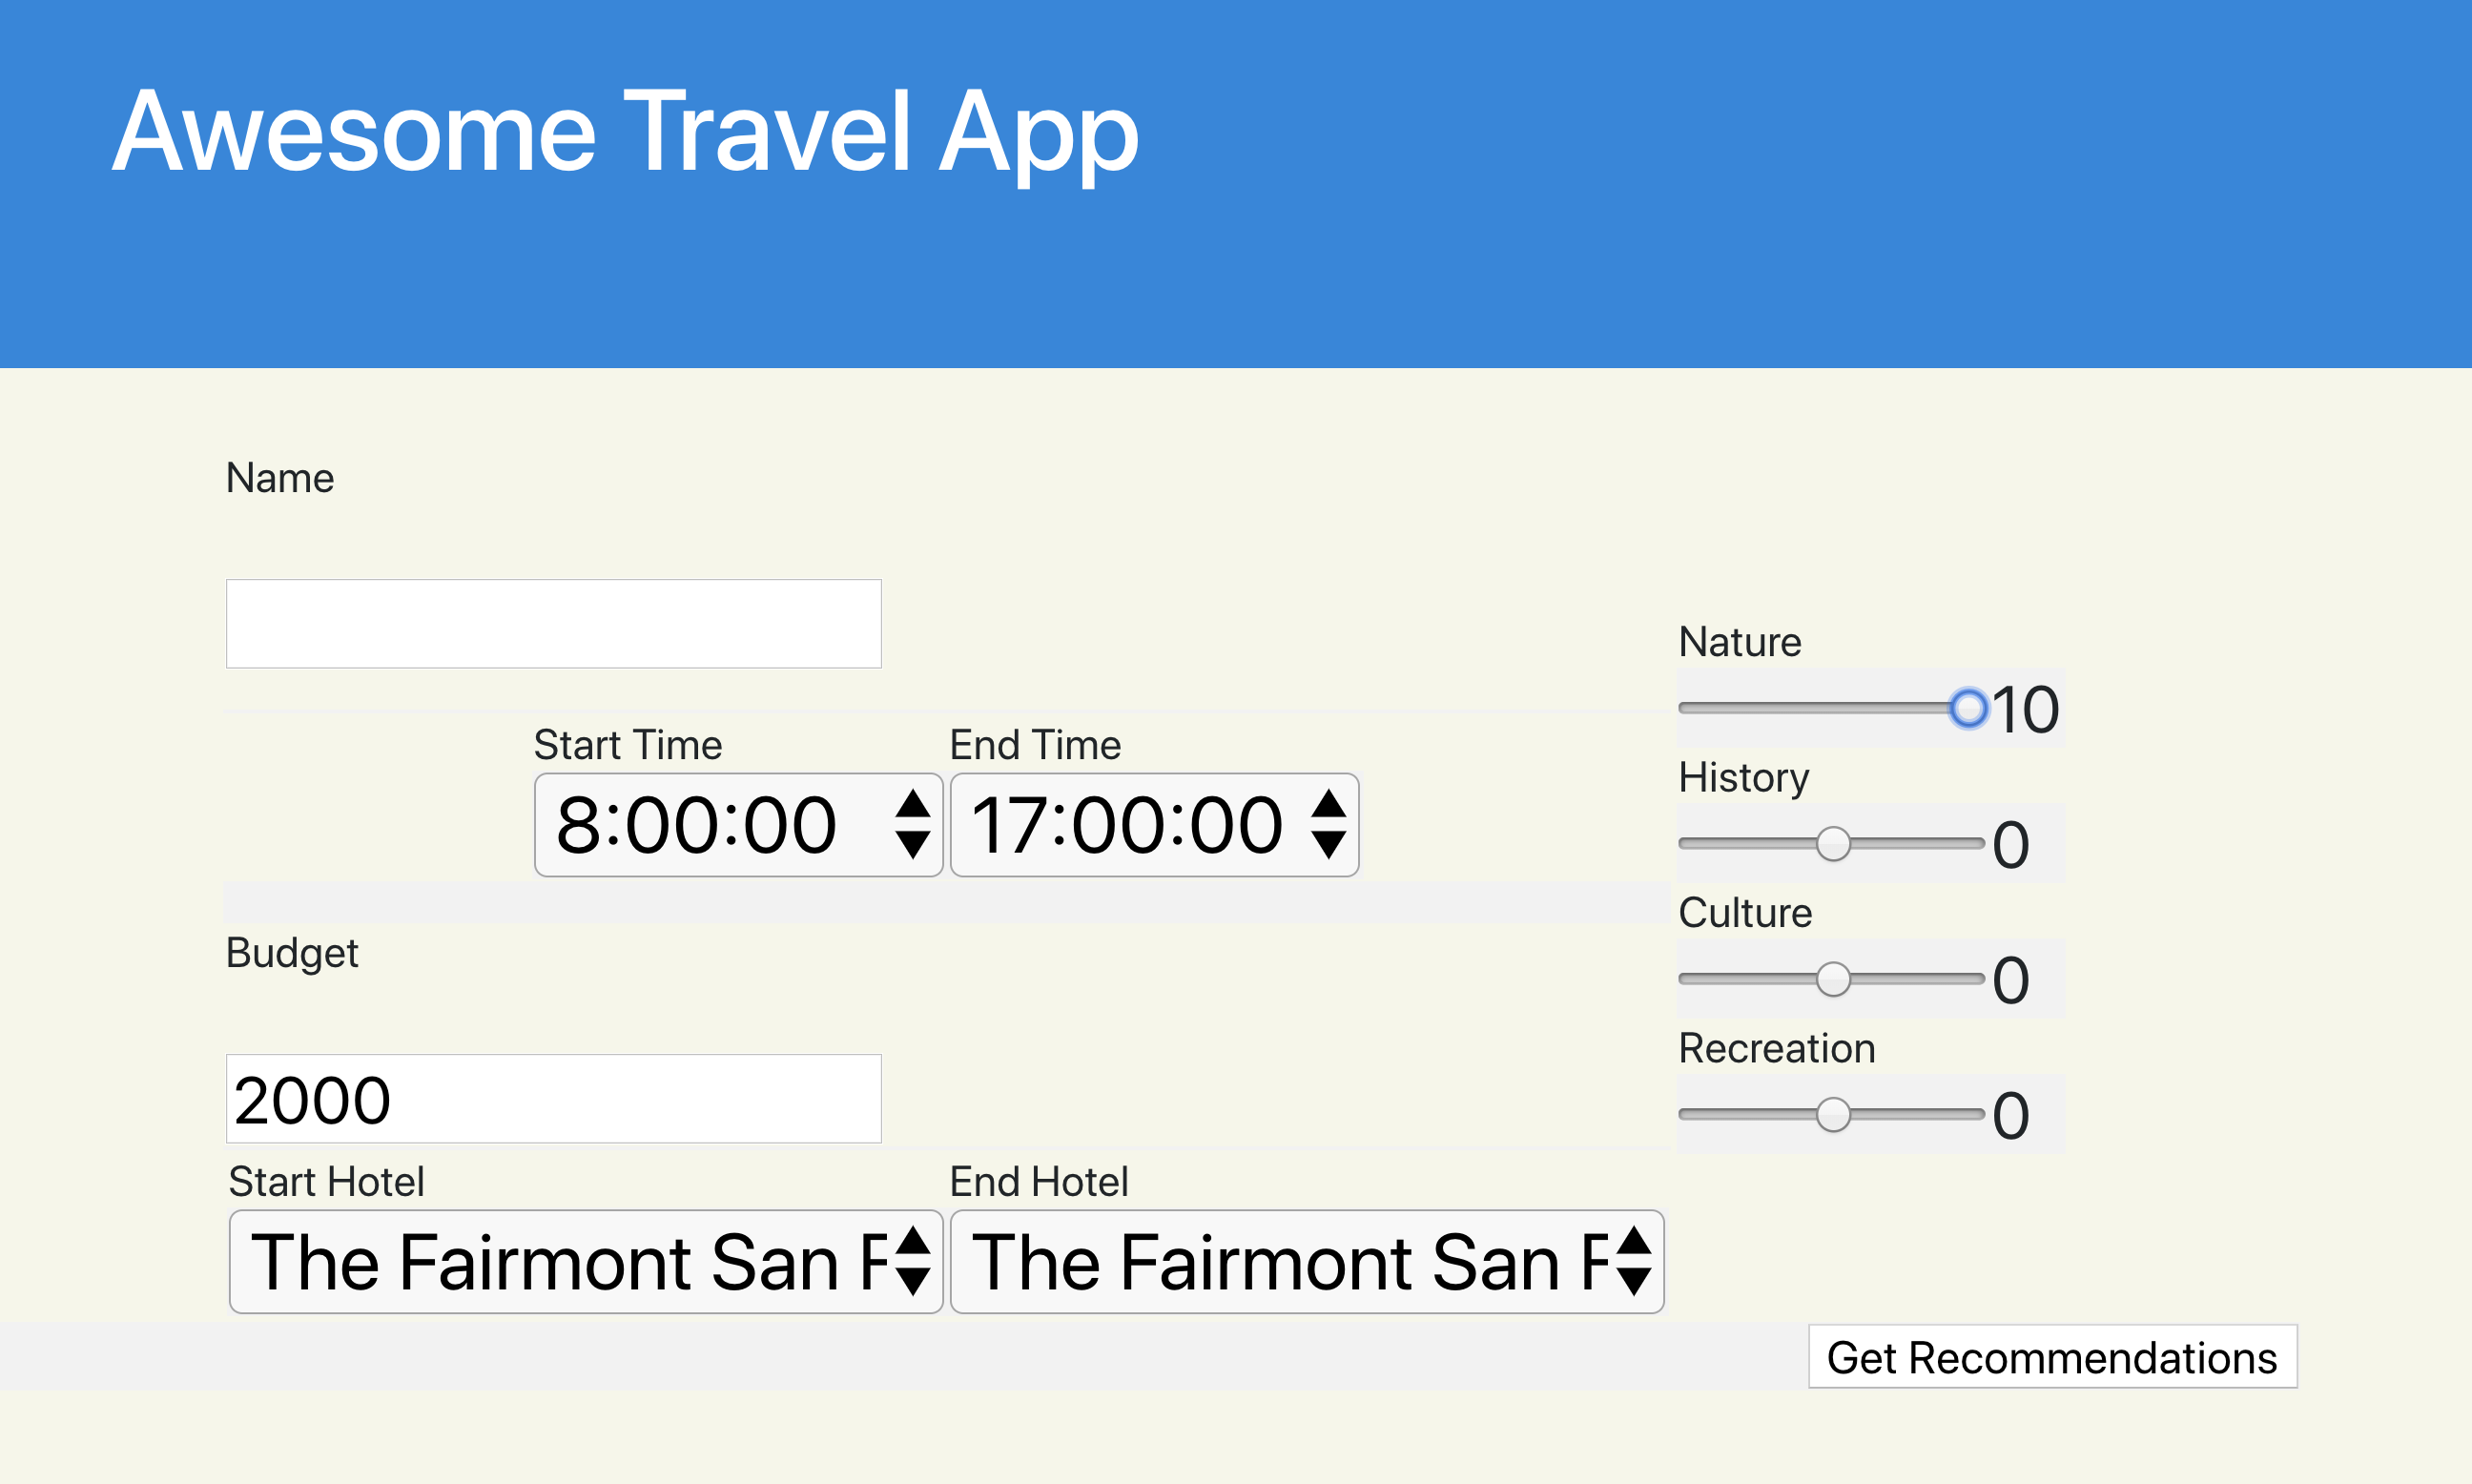 Awesome Travel App
Name
Nature
10
Start Time
End Time
8:00:00
17:00:00
History
0
Culture
0
Budget
2000
Recreation
0
Start Hotel
End Hotel
The Fairmont San
The Fairmont San
Get Recommendations